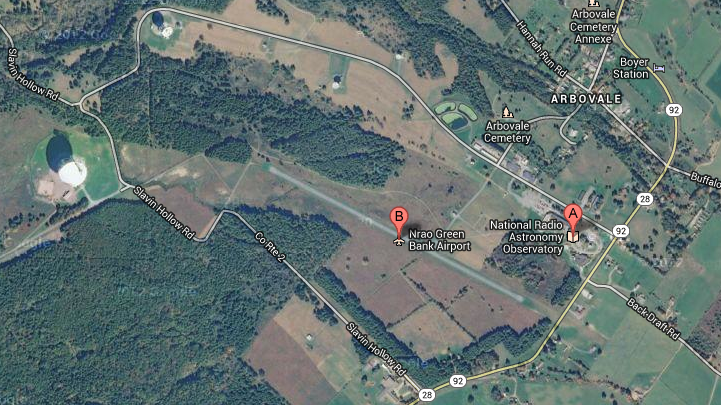 Arbovale
Cemetery
Annexe
Hannah Run Rd
Boyer
Station
ARBOVALE
92
Slavin Hollow Rd
Arbovale
Cemetery
Buffalo
28
A
National Radio
Astronomy
Observatory
92
B
Nrao Green
Bank Airport
Slavin Hollow Rd
Co Rte 2
Back Draft Rd
Slavin Hollow Rd
92
28